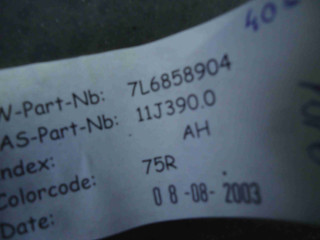 40
W-Part-Nb: 7L6858904
AS-Part-Nb: 11J390.0
ndex: AH
Colorcode: 75R
Date: 08-08-2003